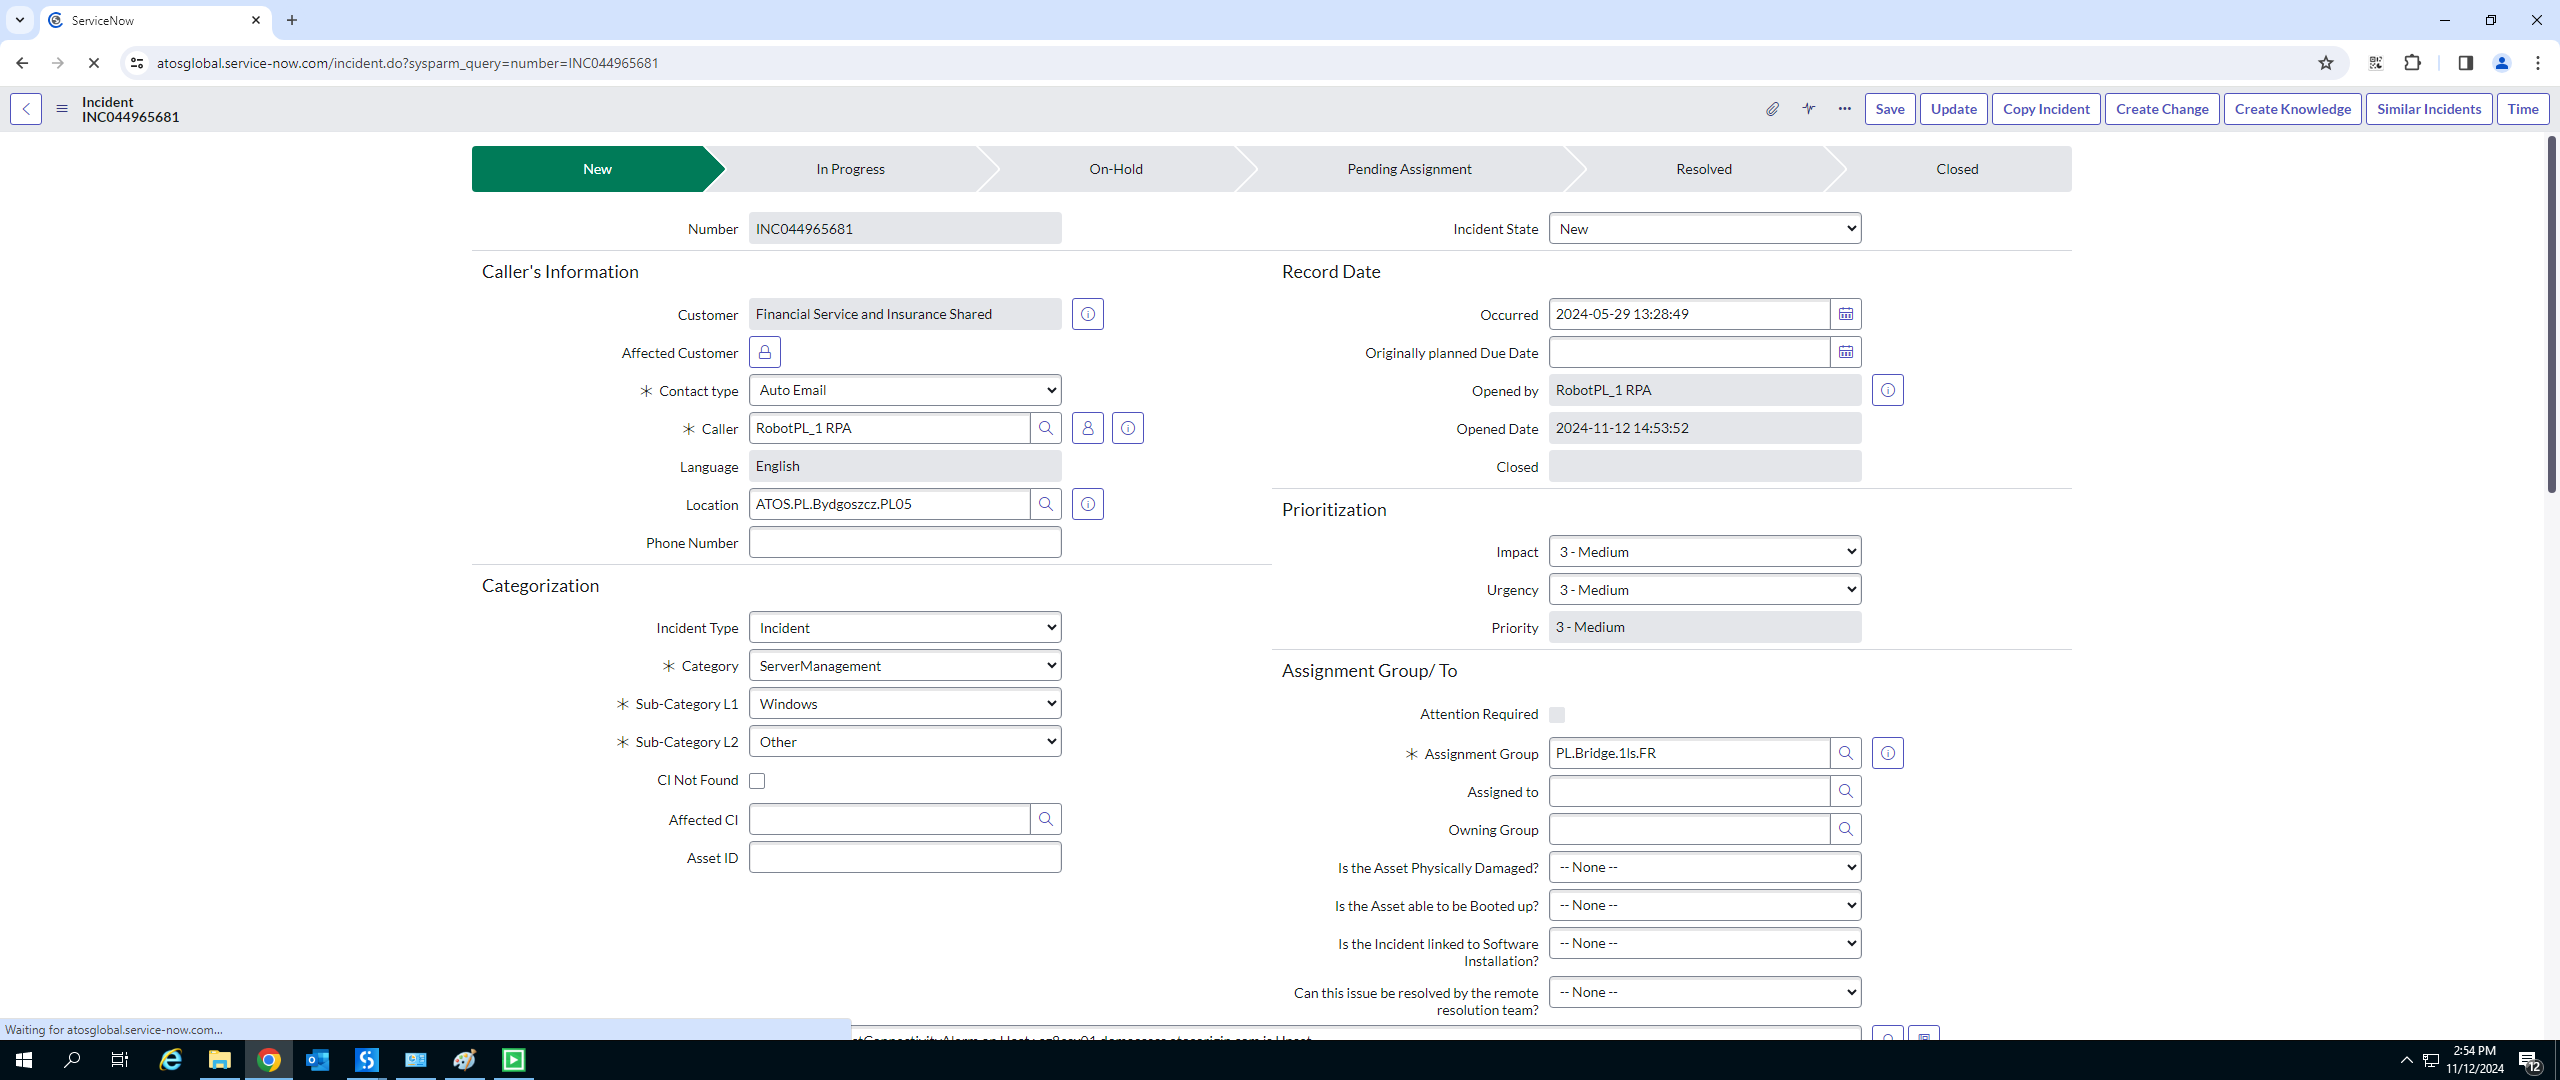 ServiceNow
atosglobal.service-now.com/incident.do?sysparm_query=number=INC044965681
Incident
INC044965681
Save
Update
Copy Incident
Create Change
Create Knowledge
Similar Incidents
Time
New
In Progress
On-Hold
Pending Assignment
Resolved
Closed
Number INC044965681
Incident State New
Caller's Information
Customer Financial Service and Insurance Shared
Affected Customer
Contact type Auto Email
Caller RobotPL_1 RPA
Language English
Location ATOS.PL.Bydgoszcz.PL05
Phone Number
Categorization
Incident Type Incident
Category ServerManagement
Sub-Category L1 Windows
Sub-Category L2 Other
CI Not Found
Affected CI
Asset ID
Record Date
Occurred 2024-05-29 13:28:49
Originally planned Due Date
Opened by RobotPL_1 RPA
Opened Date 2024-11-12 14:53:52
Closed
Prioritization
Impact 3 - Medium
Urgency 3 - Medium
Priority 3 - Medium
Assignment Group/ To
Attention Required
Assignment Group PL.Bridge.1ls.FR
Assigned to
Owning Group
Is the Asset Physically Damaged? -- None --
Is the Asset able to be Booted up? -- None --
Is the Incident linked to Software -- None --
Installation?
Can this issue be resolved by the remote -- None --
resolution team?
Waiting for atosglobal.service-now.com...
2:54 PM
11/12/2024
12